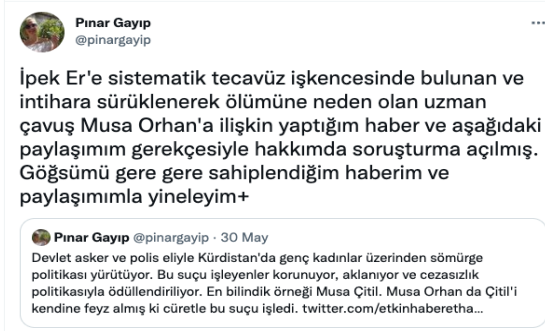 Pınar Gayıp
@pinargayip
İpek Er'e sistematik tecavüz işkencesinde bulunan ve
intihara sürüklenerek ölümüne neden olan uzman
çavuş Musa Orhan'a ilişkin yaptığım haber ve aşağıdaki
paylaşımım gerekçesiyle hakkımda soruşturma açılmış.
Göğsümü gere gere sahiplendiğim haberim ve
paylaşımımla yineleyim+
Pınar Gayıp @pinargayip · 30 May
Devlet asker ve polis eliyle Kürdistan'da genç kadınlar üzerinden sömürge
politikası yürütüyor. Bu suçu işleyenler korunuyor, aklanıyor ve cezasızlık
politikasıyla ödüllendiriliyor. En bilindik örneği Musa Çitil. Musa Orhan da Çitil'i
kendine feyz almış ki cüretle bu suçu işledi. twitter.com/etkinhaberetha…